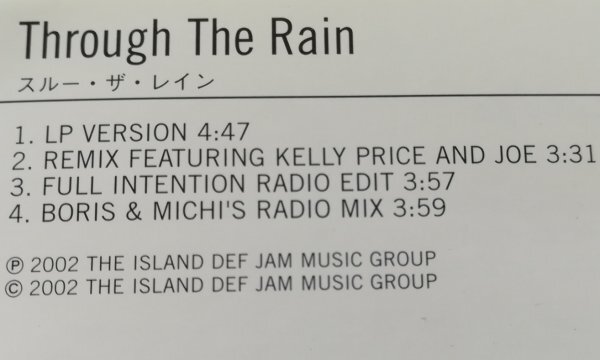 Through The Rain
スルー・ザ・レイン
1. LP VERSION 4:47
2. REMIX FEATURING KELLY PRICE AND JOE 3:31
3. FULL INTENTION RADIO EDIT 3:57
4. BORIS & MICHI'S RADIO MIX 3:59
℗ 2002 THE ISLAND DEF JAM MUSIC GROUP
© 2002 THE ISLAND DEF JAM MUSIC GROUP